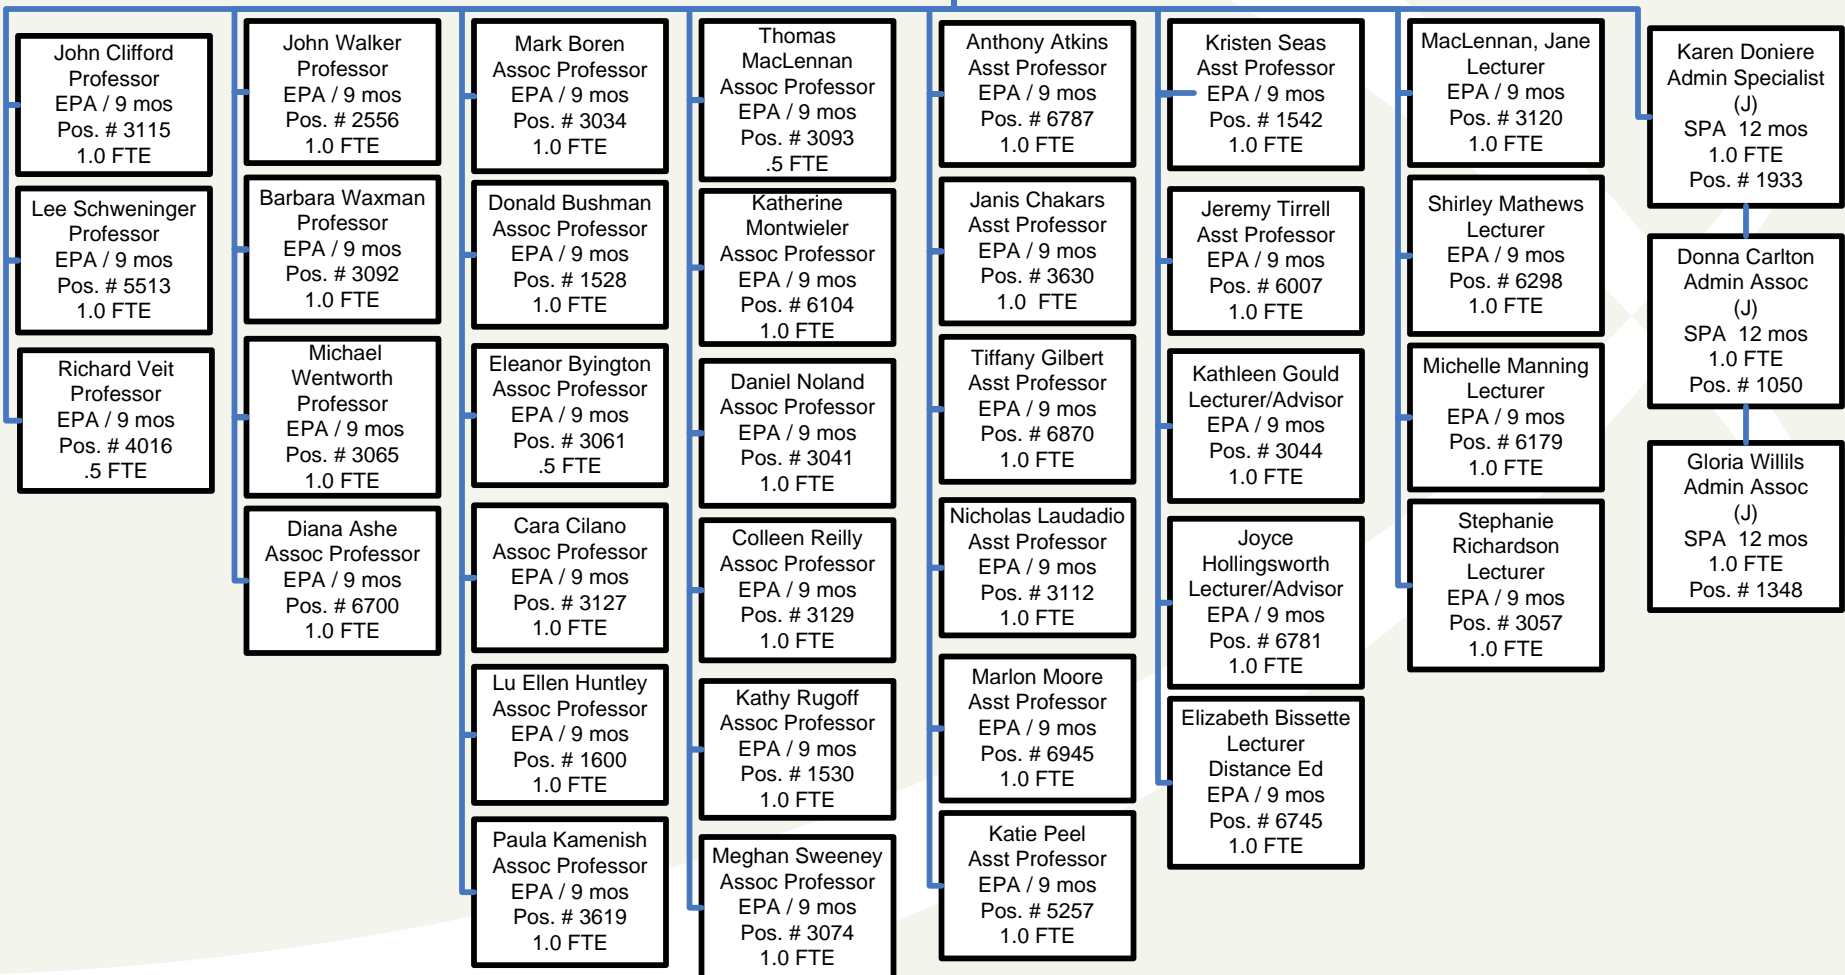 John Clifford
Professor
EPA / 9 mos
Pos. # 3115
1.0 FTE
Lee Schweninger
Professor
EPA / 9 mos
Pos. # 5513
1.0 FTE
Richard Veit
Professor
EPA / 9 mos
Pos. # 4016
.5 FTE
John Walker
Professor
EPA / 9 mos
Pos. # 2556
1.0 FTE
Barbara Waxman
Professor
EPA / 9 mos
Pos. # 3092
1.0 FTE
Michael
Wentworth
Professor
EPA / 9 mos
Pos. # 3065
1.0 FTE
Diana Ashe
Assoc Professor
EPA / 9 mos
Pos. # 6700
1.0 FTE
Mark Boren
Assoc Professor
EPA / 9 mos
Pos. # 3034
1.0 FTE
Donald Bushman
Assoc Professor
EPA / 9 mos
Pos. # 1528
1.0 FTE
Eleanor Byington
Assoc Professor
EPA / 9 mos
Pos. # 3061
.5 FTE
Cara Cilano
Assoc Professor
EPA / 9 mos
Pos. # 3127
1.0 FTE
Lu Ellen Huntley
Assoc Professor
EPA / 9 mos
Pos. # 1600
1.0 FTE
Paula Kamenish
Assoc Professor
EPA / 9 mos
Pos. # 3619
1.0 FTE
Thomas
MacLennan
Assoc Professor
EPA / 9 mos
Pos. # 3093
.5 FTE
Katherine
Montwieler
Assoc Professor
EPA / 9 mos
Pos. # 6104
1.0 FTE
Daniel Noland
Assoc Professor
EPA / 9 mos
Pos. # 3041
1.0 FTE
Colleen Reilly
Assoc Professor
EPA / 9 mos
Pos. # 3129
1.0 FTE
Kathy Rugoff
Assoc Professor
EPA / 9 mos
Pos. # 1530
1.0 FTE
Meghan Sweeney
Assoc Professor
EPA / 9 mos
Pos. # 3074
1.0 FTE
Anthony Atkins
Asst Professor
EPA / 9 mos
Pos. # 6787
1.0 FTE
Janis Chakars
Asst Professor
EPA / 9 mos
Pos. # 3630
1.0 FTE
Tiffany Gilbert
Asst Professor
EPA / 9 mos
Pos. # 6870
1.0 FTE
Nicholas Laudadio
Asst Professor
EPA / 9 mos
Pos. # 3112
1.0 FTE
Marlon Moore
Asst Professor
EPA / 9 mos
Pos. # 6945
1.0 FTE
Katie Peel
Asst Professor
EPA / 9 mos
Pos. # 5257
1.0 FTE
Kristen Seas
Asst Professor
EPA / 9 mos
Pos. # 1542
1.0 FTE
Jeremy Tirrell
Asst Professor
EPA / 9 mos
Pos. # 6007
1.0 FTE
Kathleen Gould
Lecturer/Advisor
EPA / 9 mos
Pos. # 3044
1.0 FTE
Joyce
Hollingsworth
Lecturer/Advisor
EPA / 9 mos
Pos. # 6781
1.0 FTE
Elizabeth Bissette
Lecturer
Distance Ed
EPA / 9 mos
Pos. # 6745
1.0 FTE
MacLennan, Jane
Lecturer
EPA / 9 mos
Pos. # 3120
1.0 FTE
Shirley Mathews
Lecturer
EPA / 9 mos
Pos. # 6298
1.0 FTE
Michelle Manning
Lecturer
EPA / 9 mos
Pos. # 6179
1.0 FTE
Stephanie
Richardson
Lecturer
EPA / 9 mos
Pos. # 3057
1.0 FTE
Karen Doniere
Admin Specialist
(J)
SPA 12 mos
1.0 FTE
Pos. # 1933
Donna Carlton
Admin Assoc
(J)
SPA 12 mos
1.0 FTE
Pos. # 1050
Gloria Willils
Admin Assoc
(J)
SPA 12 mos
1.0 FTE
Pos. # 1348